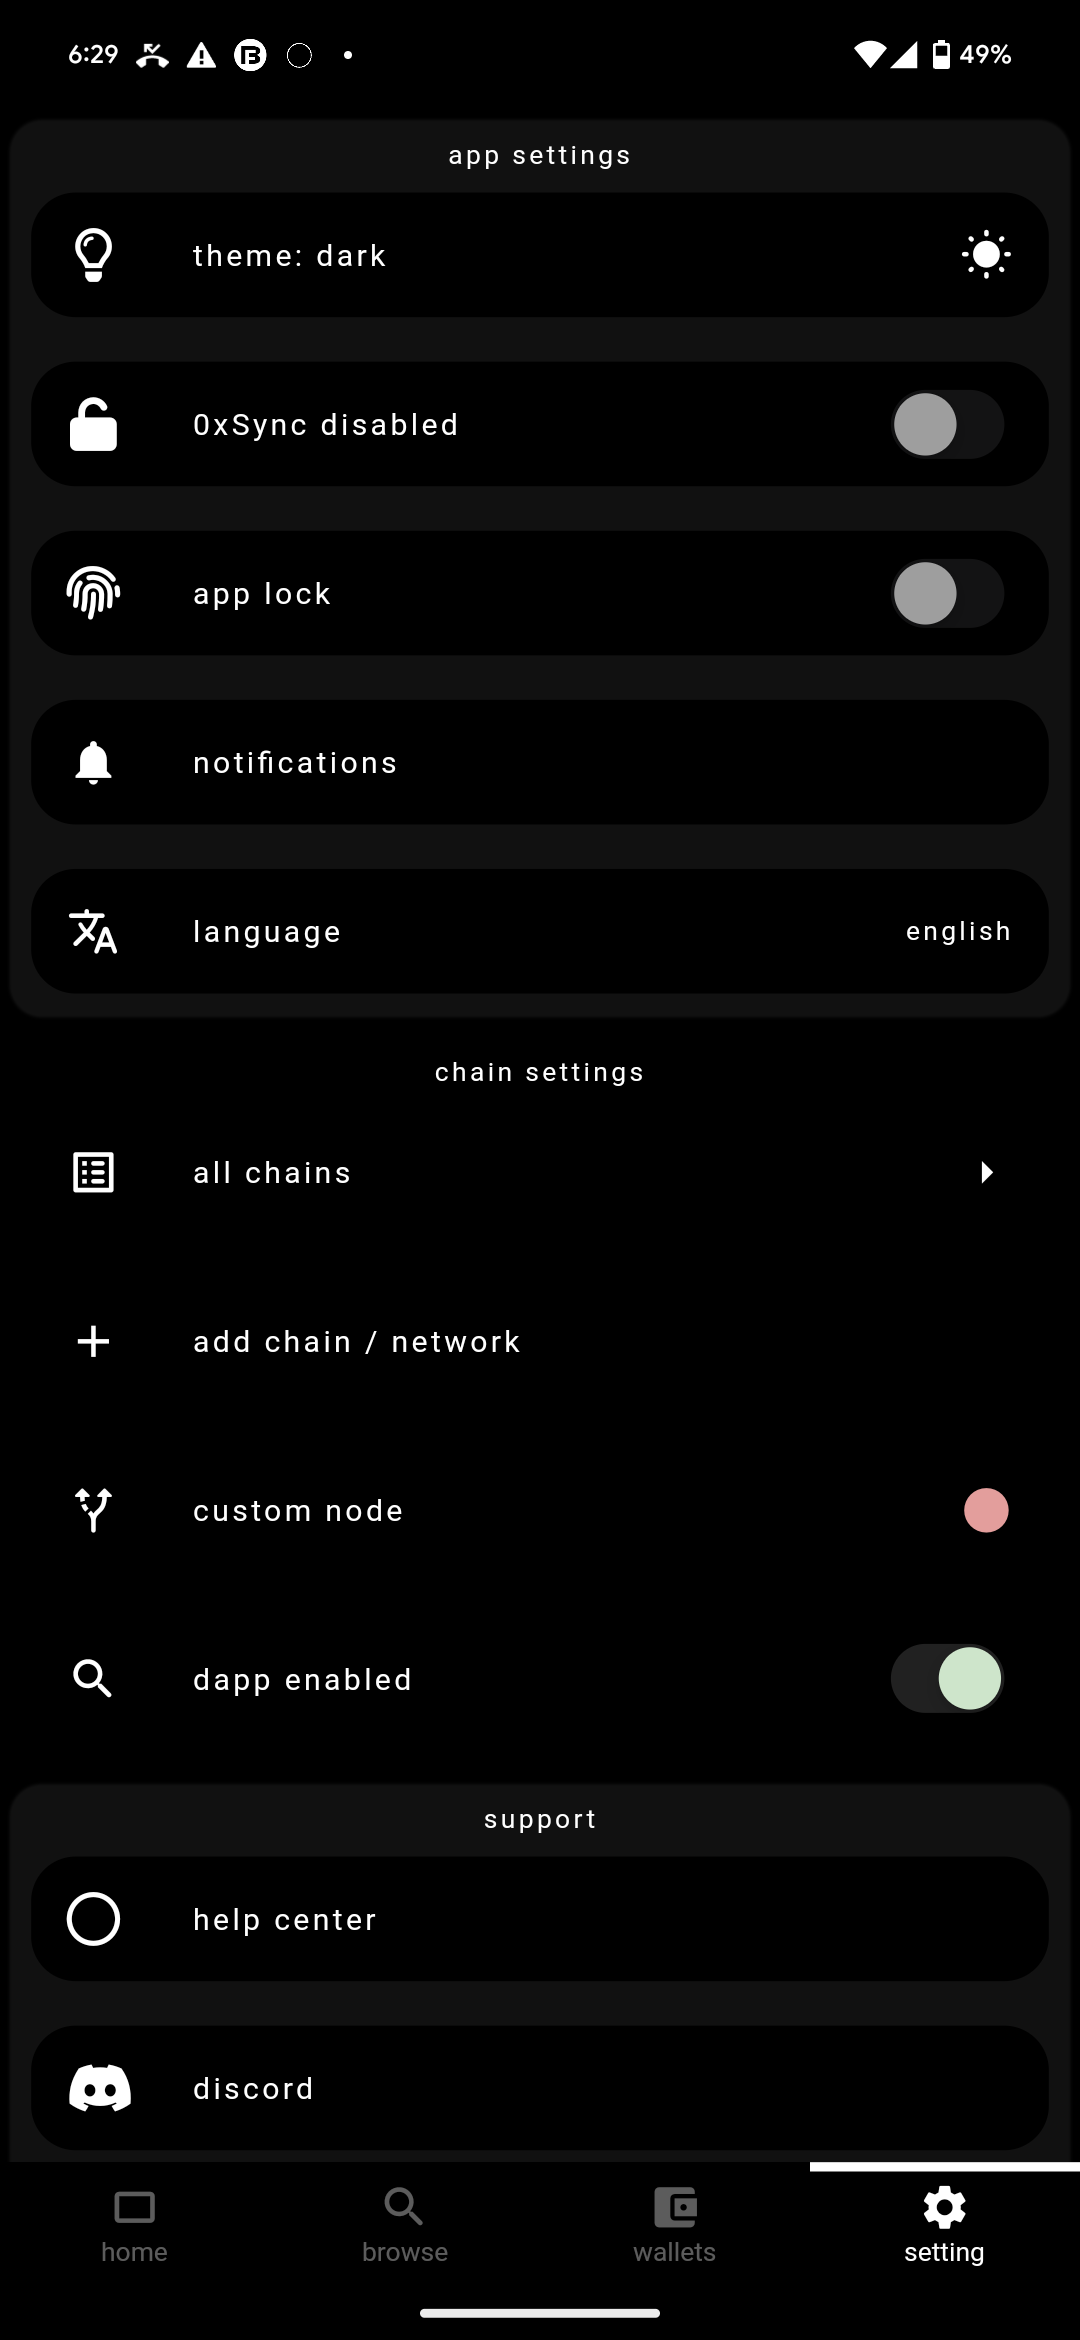 6:29 49%
app settings
theme: dark
0xSync disabled
app lock
notifications
language english
chain settings
all chains
add chain / network
custom node
dapp enabled
support
help center
discord
home browse wallets setting